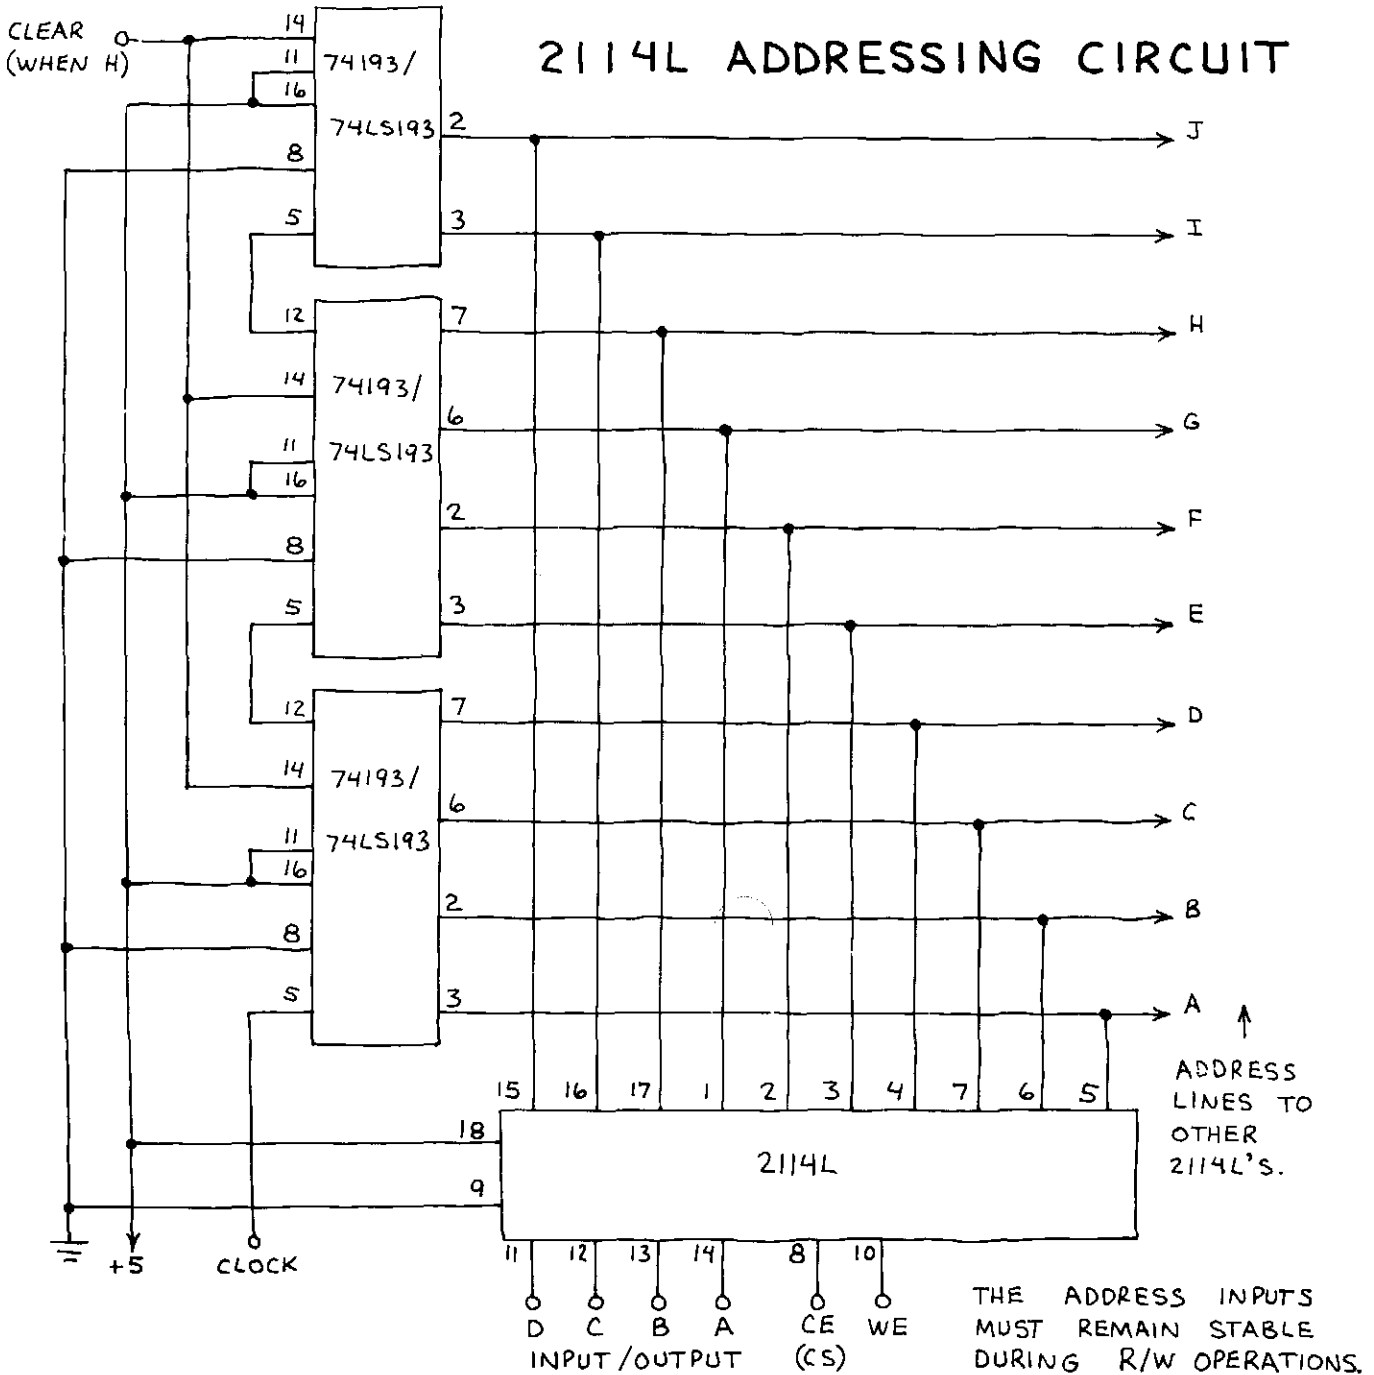 2114L ADDRESSING CIRCUIT
CLEAR
(WHEN H)
14
11
16
8
5
74193/
74LS193
2
3
J
I
12
14
11
16
8
5
74193/
74LS193
7
6
2
3
H
G
F
E
12
14
11
16
8
5
74193/
74LS193
7
6
2
3
D
C
B
A
ADDRESS
LINES TO
OTHER
2114L'S.
15 16 17 1 2 3 4 7 6 5
18
9
2114L
+5
CLOCK
11 12 13 14 8 10
D C B A CE WE
INPUT/OUTPUT (CS)
THE ADDRESS INPUTS
MUST REMAIN STABLE
DURING R/W OPERATIONS.